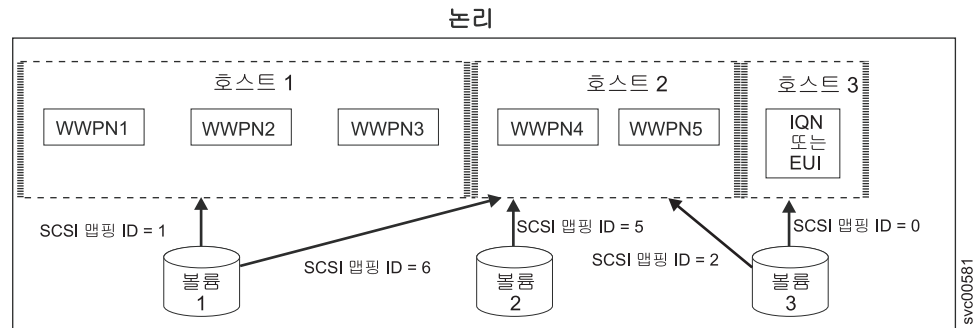 논리
호스트 1
호스트 2
호스트 3
WWPN1
WWPN2
WWPN3
WWPN4
WWPN5
IQN
또는
EUI
SCSI 맵핑 ID = 1
SCSI 맵핑 ID = 6
SCSI 맵핑 ID = 5
SCSI 맵핑 ID = 2
SCSI 맵핑 ID = 0
볼륨
1
볼륨
2
볼륨
3
svc00581